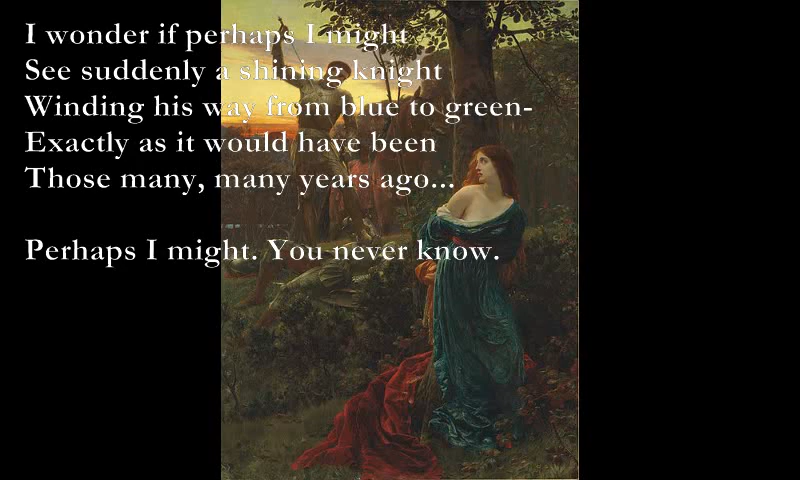 I wonder if perhaps I might
See suddenly a shining knight
Winding his way from blue to green-
Exactly as it would have been
Those many, many years ago...
Perhaps I might. You never know.